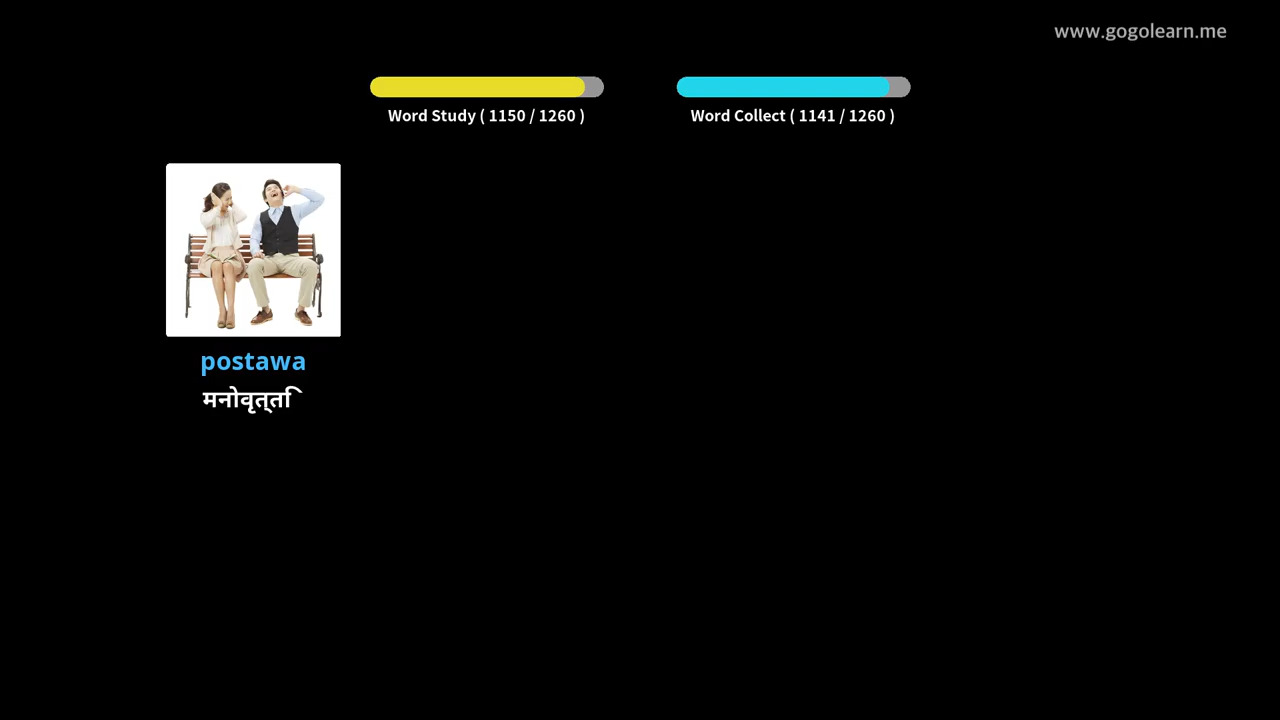 www.gogolearn.me
Word Study ( 1150 / 1260 )
Word Collect ( 1141 / 1260 )
postawa
मनोवृत्ति